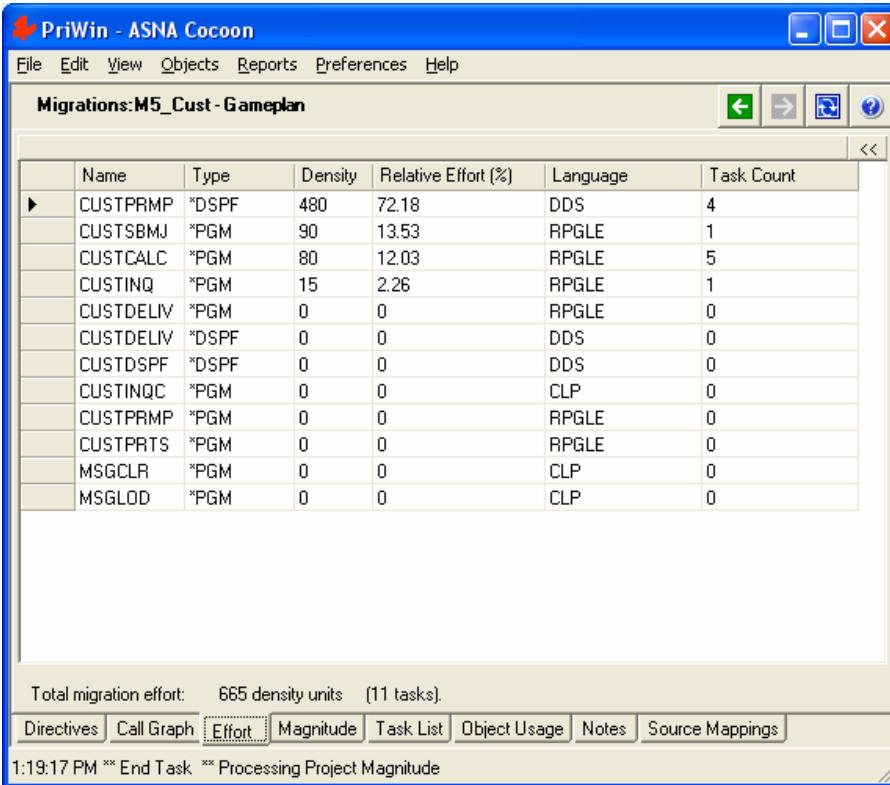 PriWin - ASNA Cocoon
File Edit View Objects Reports Preferences Help
Migrations:M5_Cust - Gameplan
<<
Name Type Density Relative Effort (%) Language Task Count
CUSTPRMP *DSPF 480 72.18 DDS 4
CUSTSBMJ *PGM 90 13.53 RPGLE 1
CUSTCALC *PGM 80 12.03 RPGLE 5
CUSTINQ *PGM 15 2.26 RPGLE 1
CUSTDELIV *PGM 0 0 RPGLE 0
CUSTDELIV *DSPF 0 0 DDS 0
CUSTDSPF *DSPF 0 0 DDS 0
CUSTINQC *PGM 0 0 CLP 0
CUSTPRMP *PGM 0 0 RPGLE 0
CUSTPRTS *PGM 0 0 RPGLE 0
MSGCLR *PGM 0 0 CLP 0
MSGLOD *PGM 0 0 CLP 0
Total migration effort: 665 density units (11 tasks).
Directives Call Graph Effort Magnitude Task List Object Usage Notes Source Mappings
1:19:17 PM ** End Task ** Processing Project Magnitude